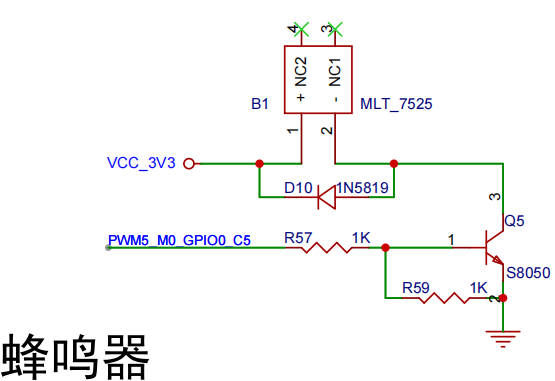 4 3
NC2 NC1
+ -
B1 MLT_7525
1 2
VCC_3V3
D10 1N5819
3
Q5
PWM5_M0_GPIO0_C5 R57 1K 1
S8050
R59 1K 2
蜂鸣器